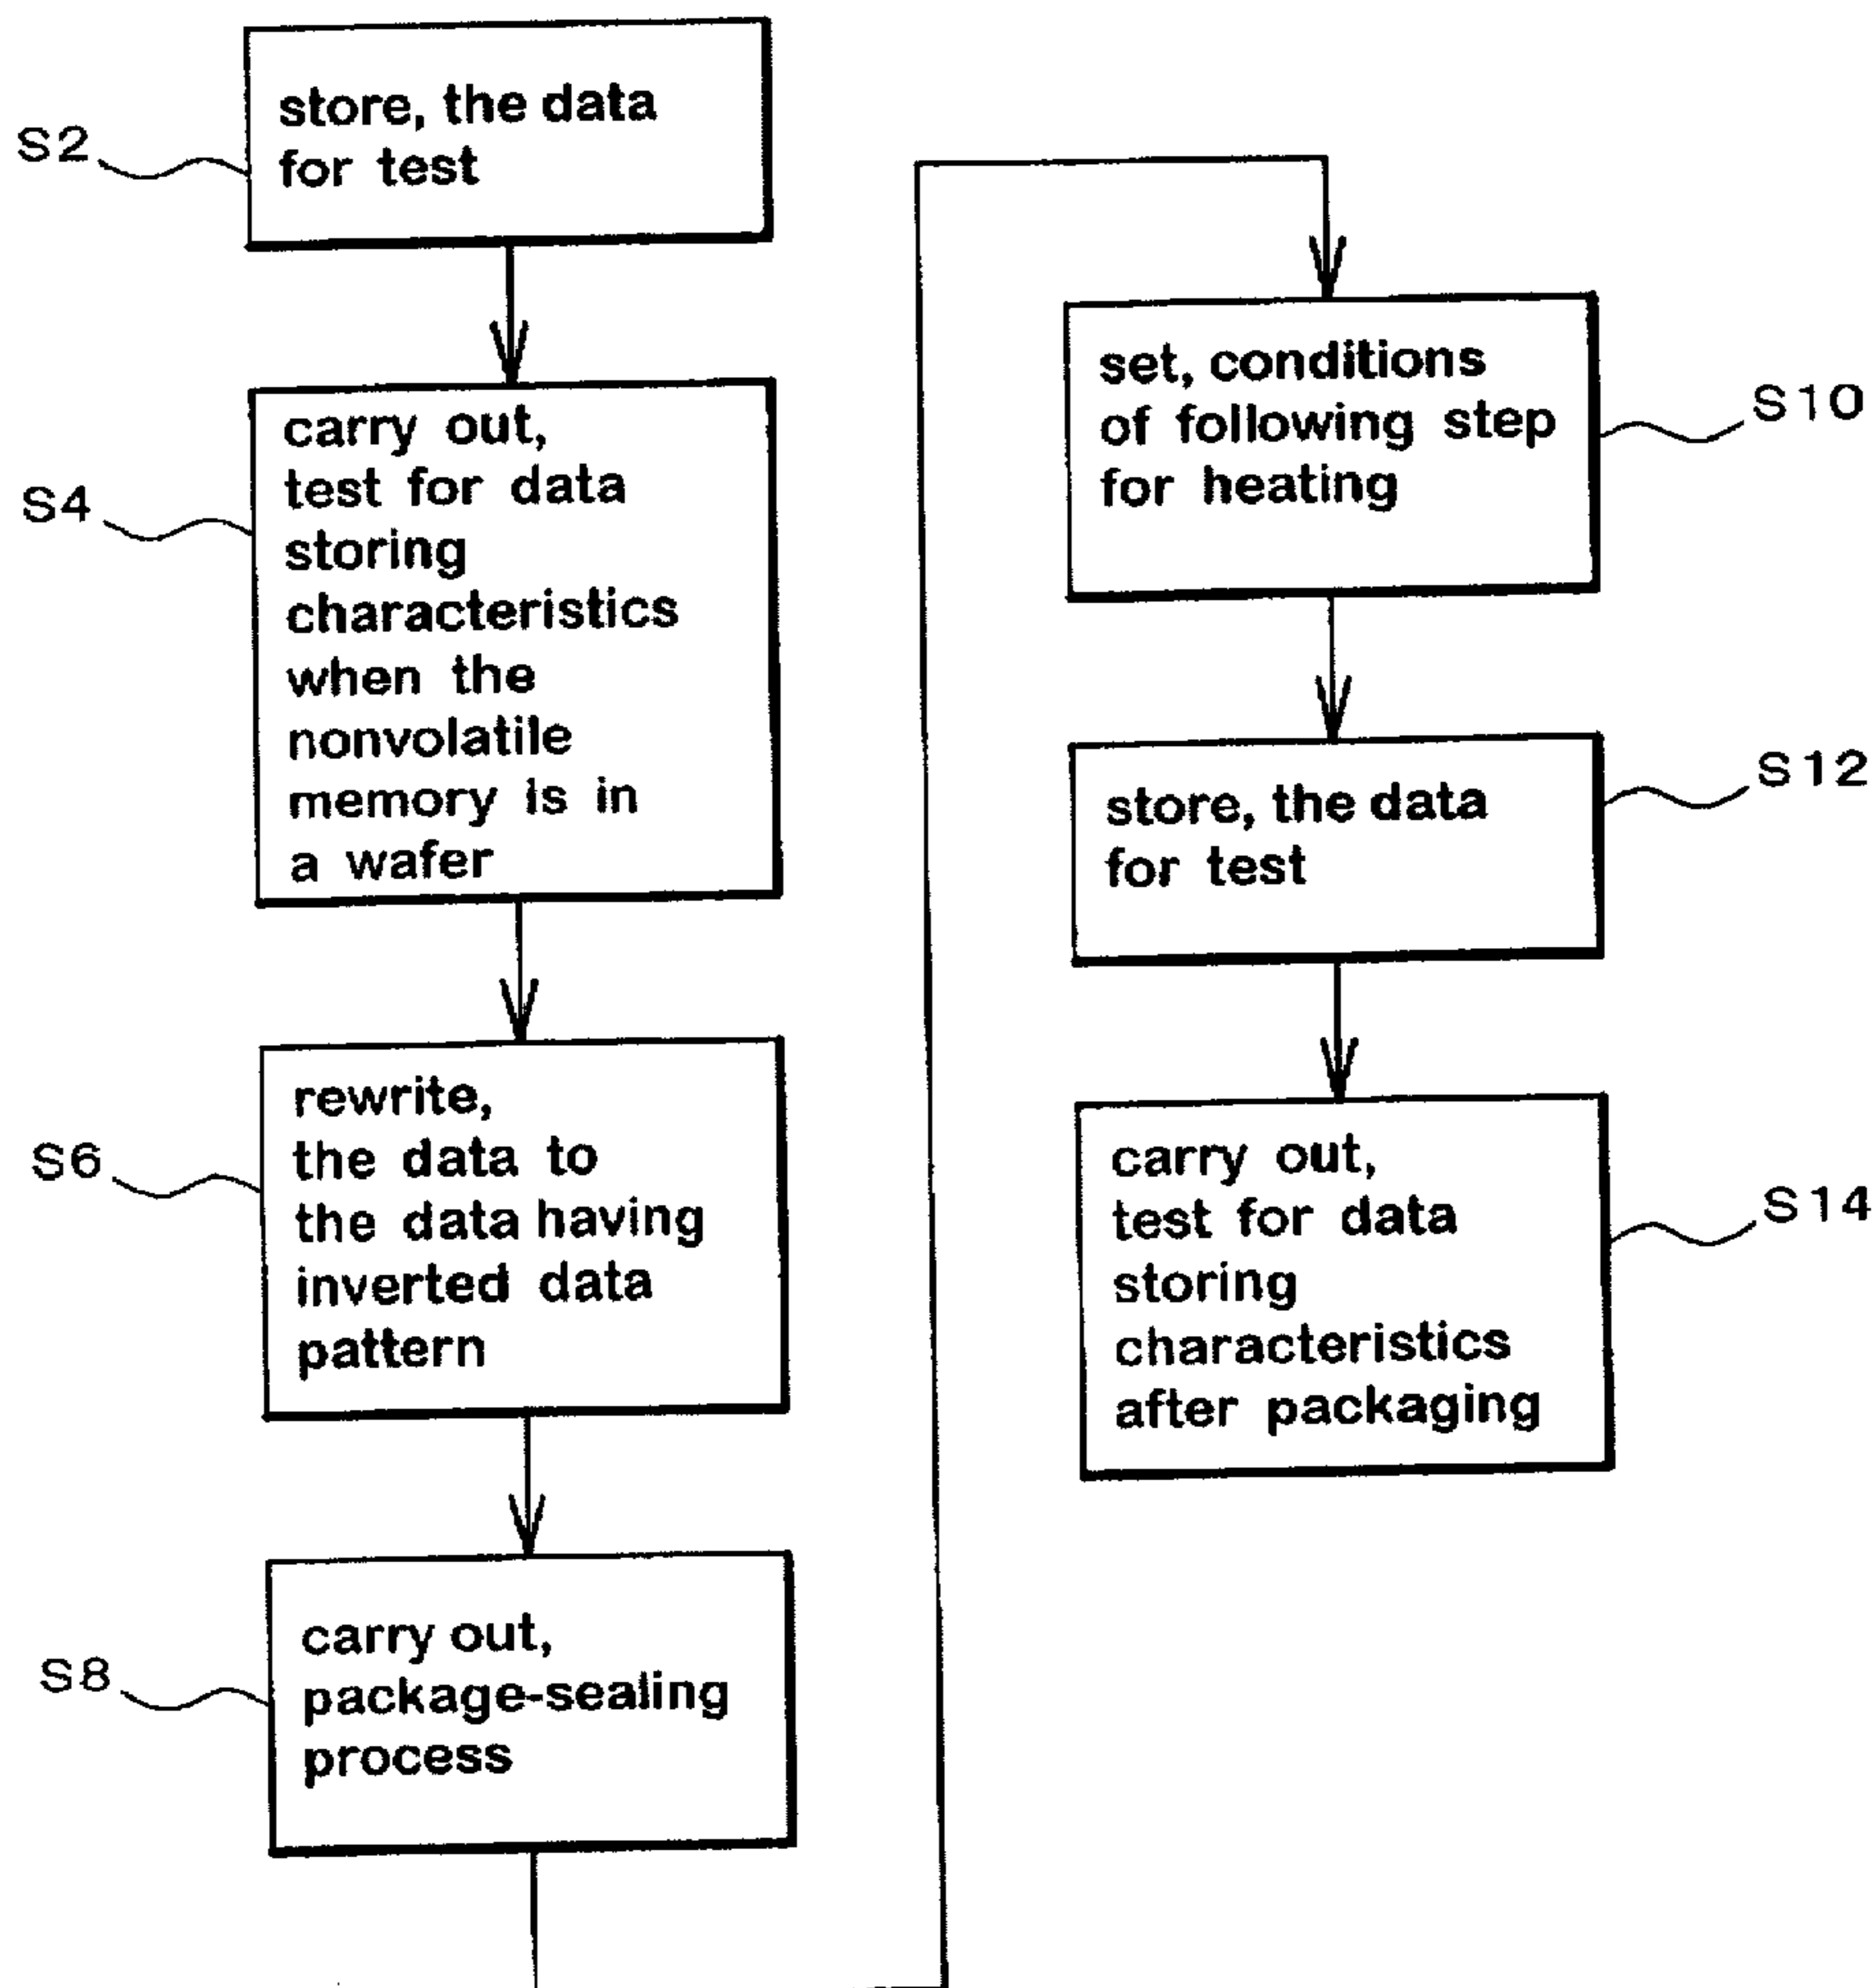 S2
store, the data
for test
S4
carry out,
test for data
storing
characteristics
when the
nonvolatile
memory is in
a wafer
S6
rewrite,
the data to
the data having
inverted data
pattern
S8
carry out,
package-sealing
process
S10
set, conditions
of following step
for heating
S12
store, the data
for test
S14
carry out,
test for data
storing
characteristics
after packaging